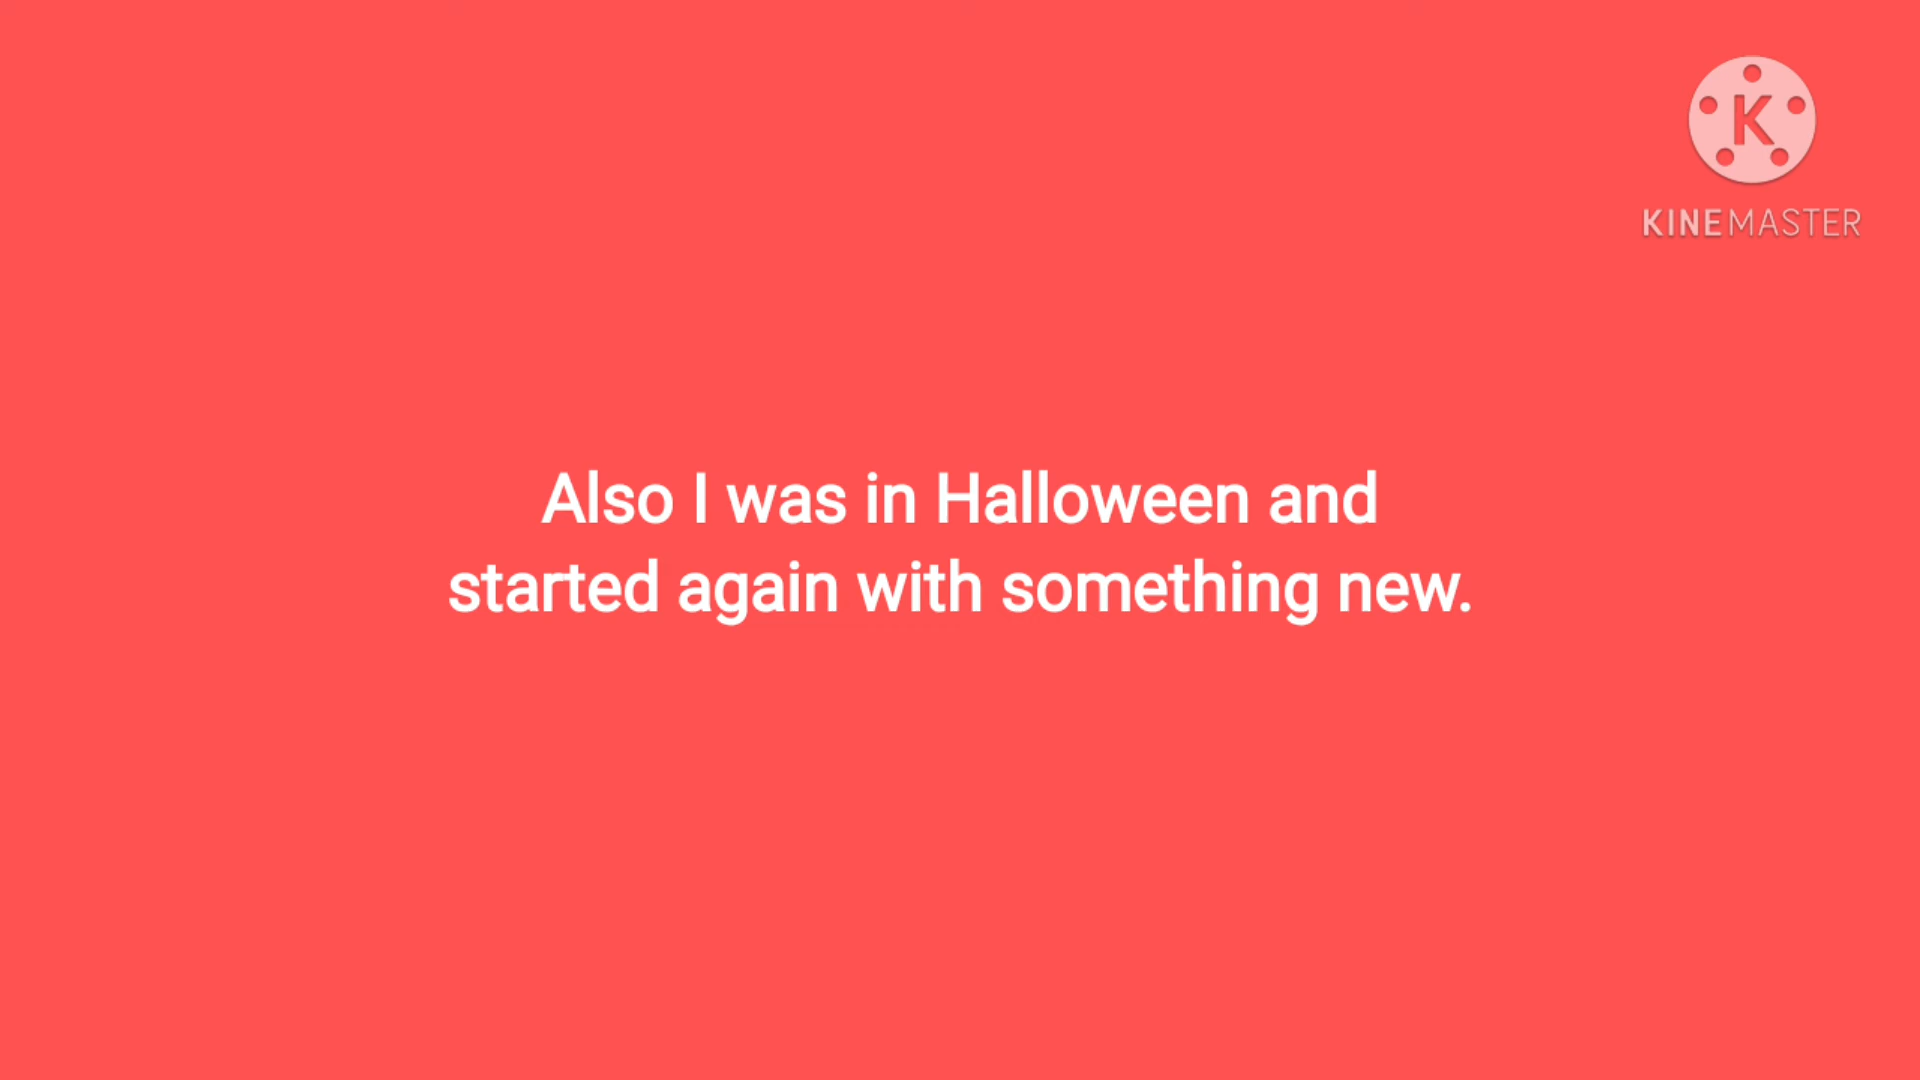 K
KINEMASTER
Also I was in Halloween and
started again with something new.